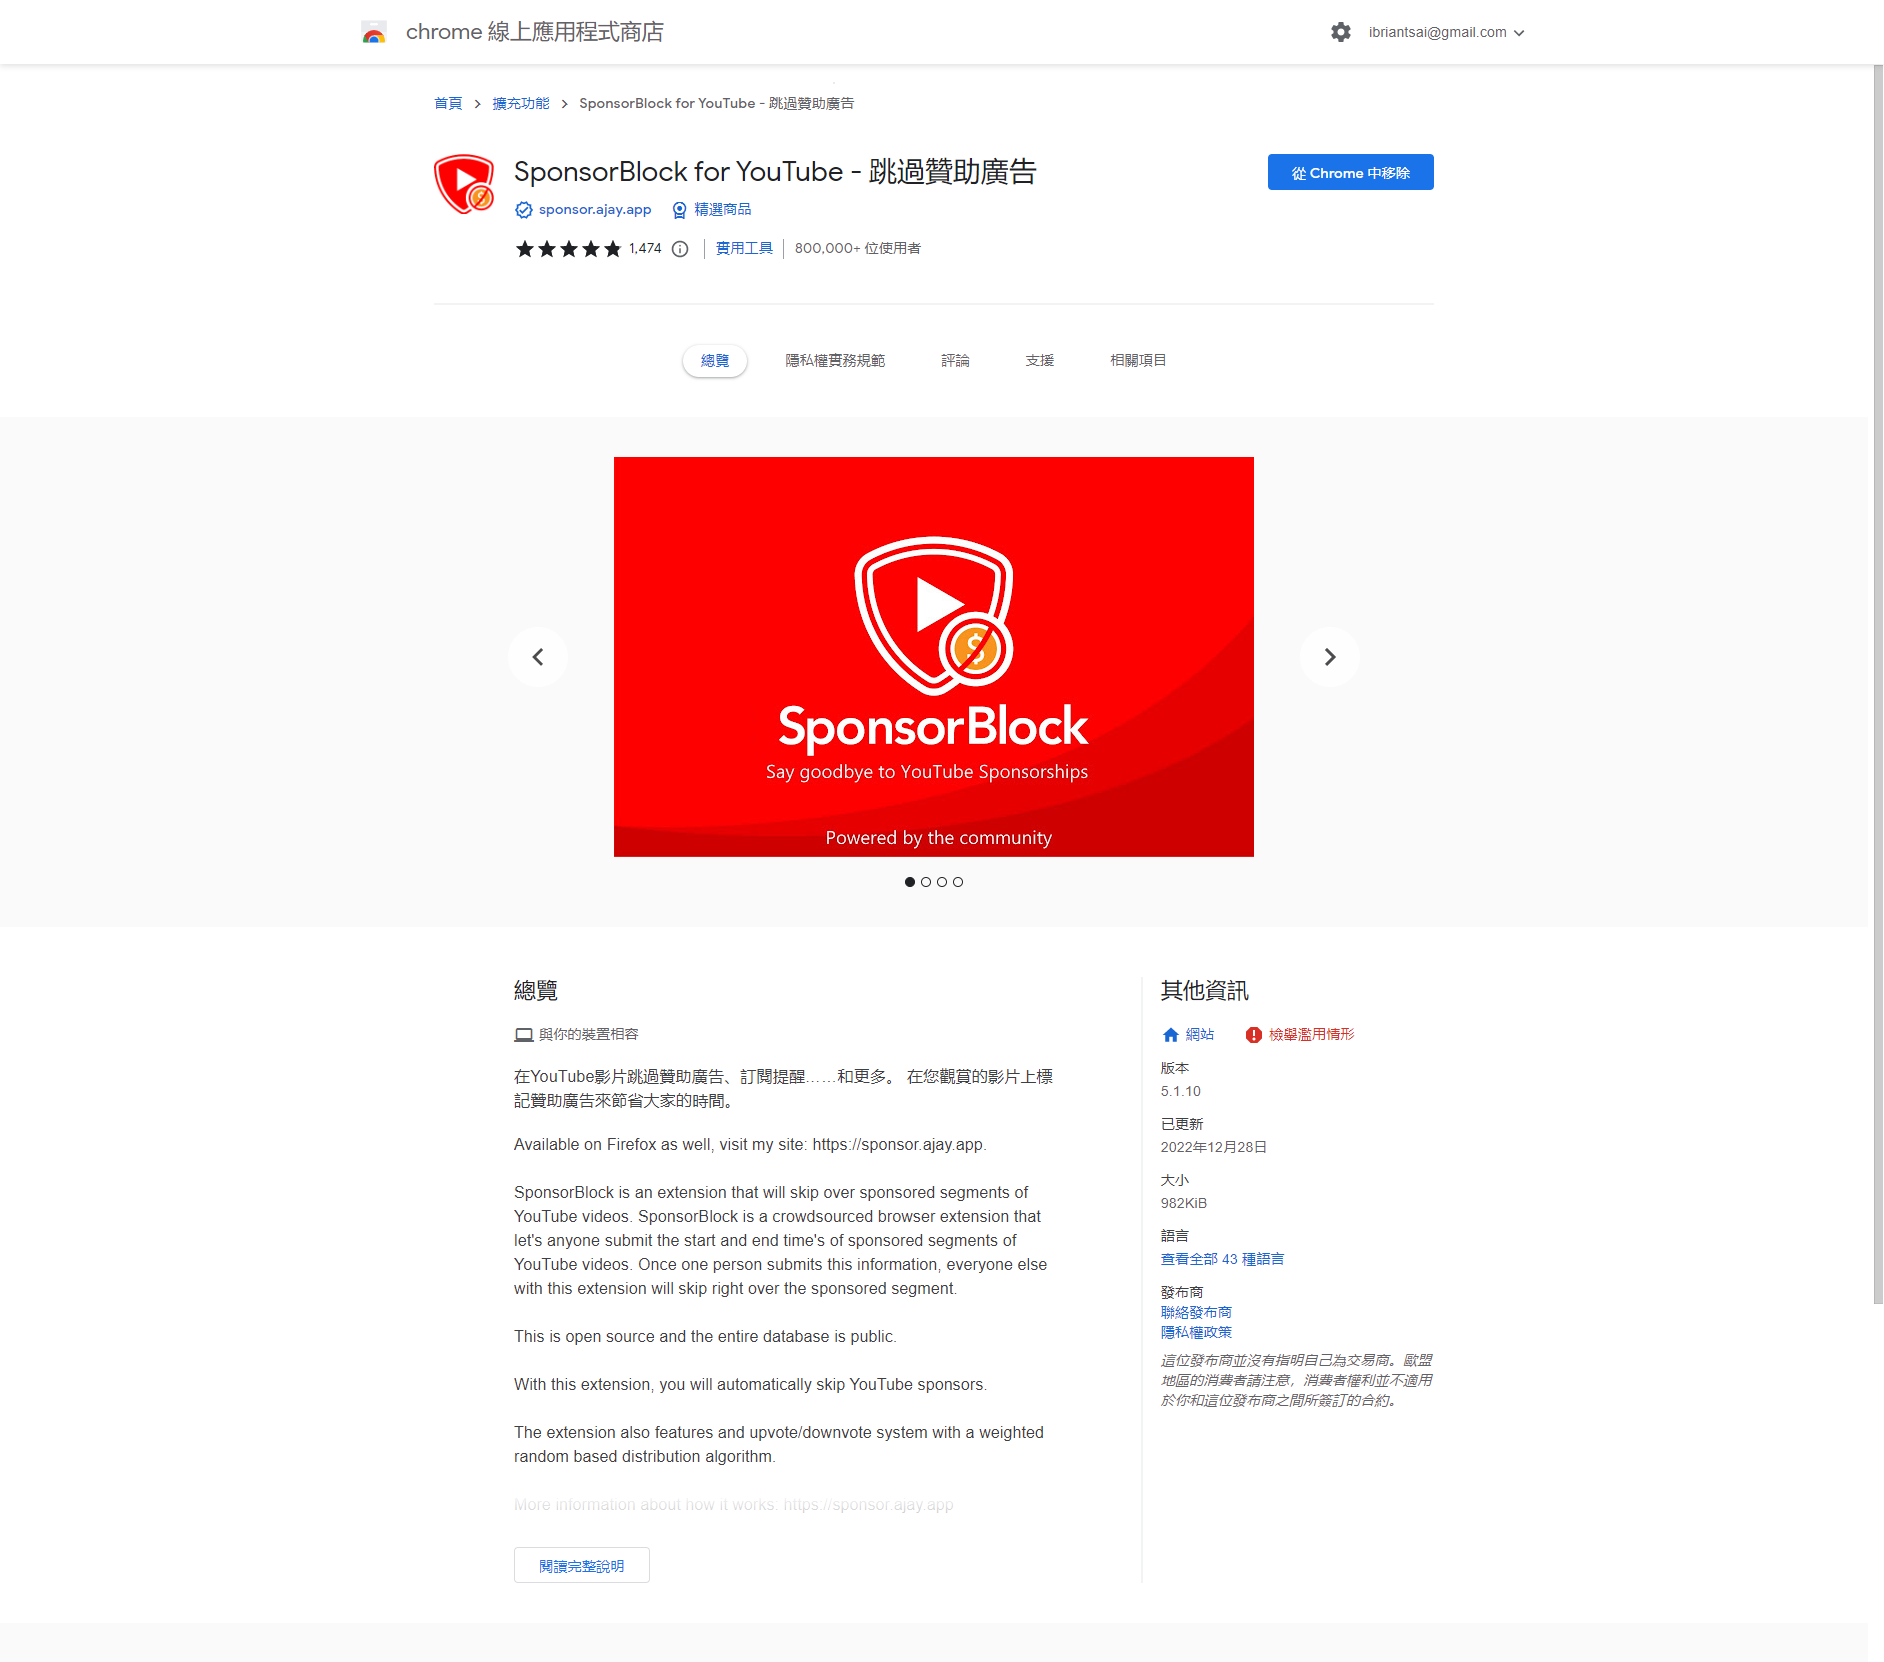 chrome 線上應用程式商店
ibriantsai@gmail.com
首頁 > 擴充功能 > SponsorBlock for YouTube - 跳過贊助廣告
SponsorBlock for YouTube - 跳過贊助廣告
從 Chrome 中移除
sponsor.ajay.app 精選商品
1,474 實用工具 800,000+ 位使用者
總覽 隱私權實務規範 評論 支援 相關項目
SponsorBlock
Say goodbye to YouTube Sponsorships
Powered by the community
總覽
與你的裝置相容
在YouTube影片跳過贊助廣告、訂閱提醒……和更多。 在您觀賞的影片上標
記贊助廣告來節省大家的時間。
Available on Firefox as well, visit my site: https://sponsor.ajay.app.
SponsorBlock is an extension that will skip over sponsored segments of
YouTube videos. SponsorBlock is a crowdsourced browser extension that
let's anyone submit the start and end time's of sponsored segments of
YouTube videos. Once one person submits this information, everyone else
with this extension will skip right over the sponsored segment.
This is open source and the entire database is public.
With this extension, you will automatically skip YouTube sponsors.
The extension also features and upvote/downvote system with a weighted
random based distribution algorithm.
More information about how it works: https://sponsor.ajay.app
閱讀完整說明
其他資訊
網站 檢舉濫用情形
版本
5.1.10
已更新
2022年12月28日
大小
982KiB
語言
查看全部 43 種語言
發布商
聯絡發布商
隱私權政策
這位發布商並沒有指明自己為交易商。歐盟
地區的消費者請注意，消費者權利並不適用
於你和這位發布商之間所簽訂的合約。